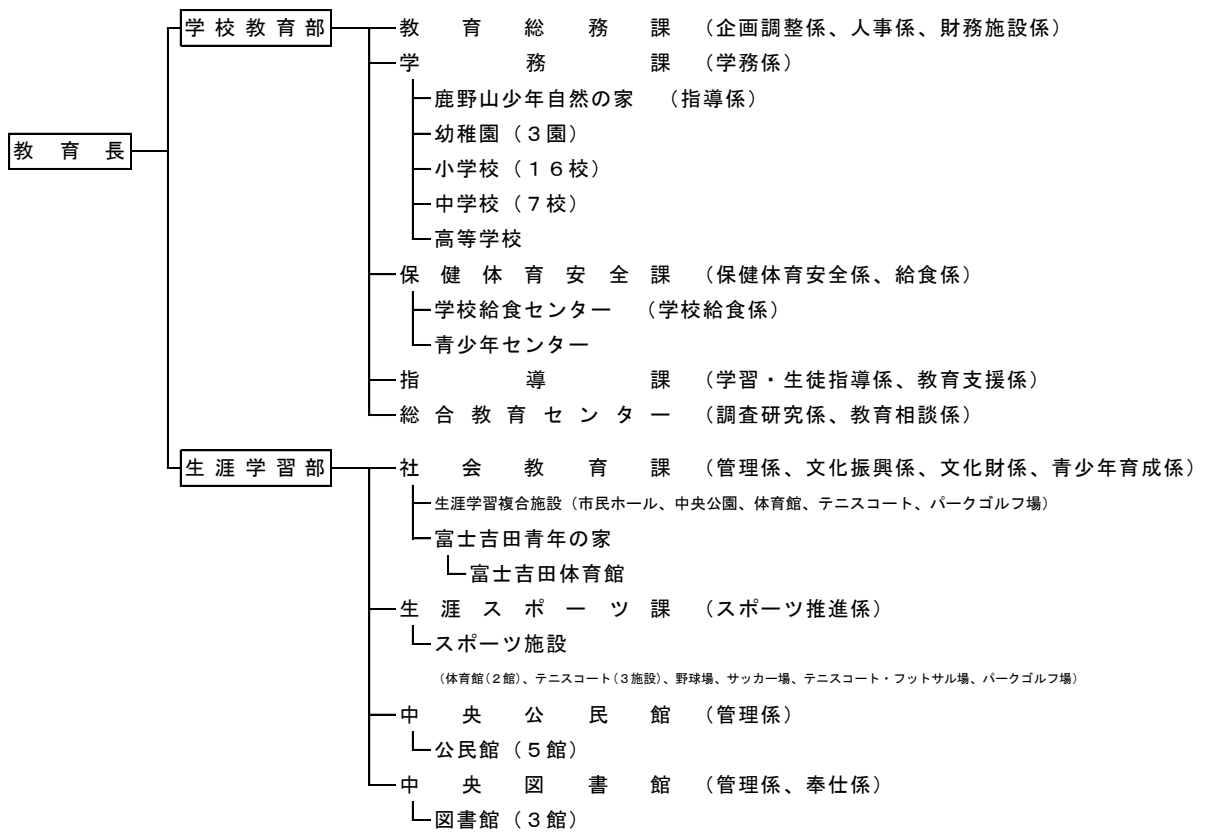 学校教育部 教育総務課 （企画調整係、人事係、財務施設係）
学務課 （学務係）
鹿野山少年自然の家 （指導係）
幼稚園（３園）
教育長
小学校（１６校）
中学校（７校）
高等学校
保健体育安全課 （保健体育安全係、給食係）
学校給食センター （学校給食係）
青少年センター
指導課 （学習・生徒指導係、教育支援係）
総合教育センター （調査研究係、教育相談係）
生涯学習部 社会教育課 （管理係、文化振興係、文化財係、青少年育成係）
生涯学習複合施設（市民ホール、中央公園、体育館、テニスコート、パークゴルフ場）
富士吉田青年の家
富士吉田体育館
生涯スポーツ課 （スポーツ推進係）
スポーツ施設
（体育館(２館)、テニスコート(３施設)、野球場、サッカー場、テニスコート・フットサル場、パークゴルフ場）
中央公民館 （管理係）
公民館（５館）
中央図書館 （管理係、奉仕係）
図書館（３館）